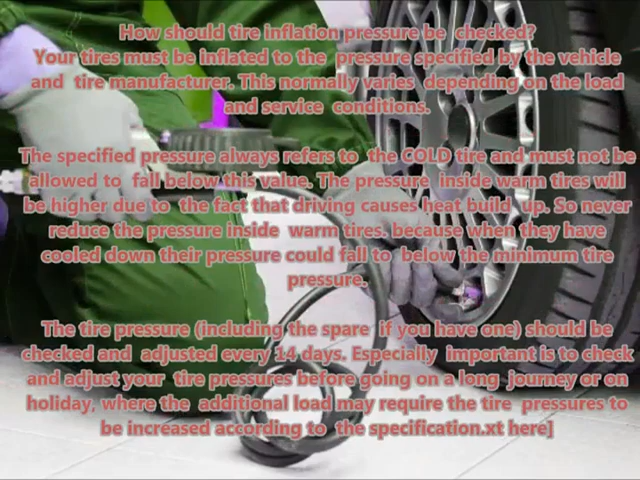 How should tire inflation pressure be checked?
Your tires must be inflated to the pressure specified by the vehicle
and tire manufacturer. This normally varies depending on the load
and service conditions.
The specified pressure always refers to the COLD tire and must not be
allowed to fall below this value. The pressure inside warm tires will
be higher due to the fact that driving causes heat build up. So never
reduce the pressure inside warm tires. because when they have
cooled down their pressure could fall to below the minimum tire
pressure.
The tire pressure (including the spare if you have one) should be
checked and adjusted every 14 days. Especially important is to check
and adjust your tire pressures before going on a long journey or on
holiday, where the additional load may require the tire pressures to
be increased according to the specification.xt here]